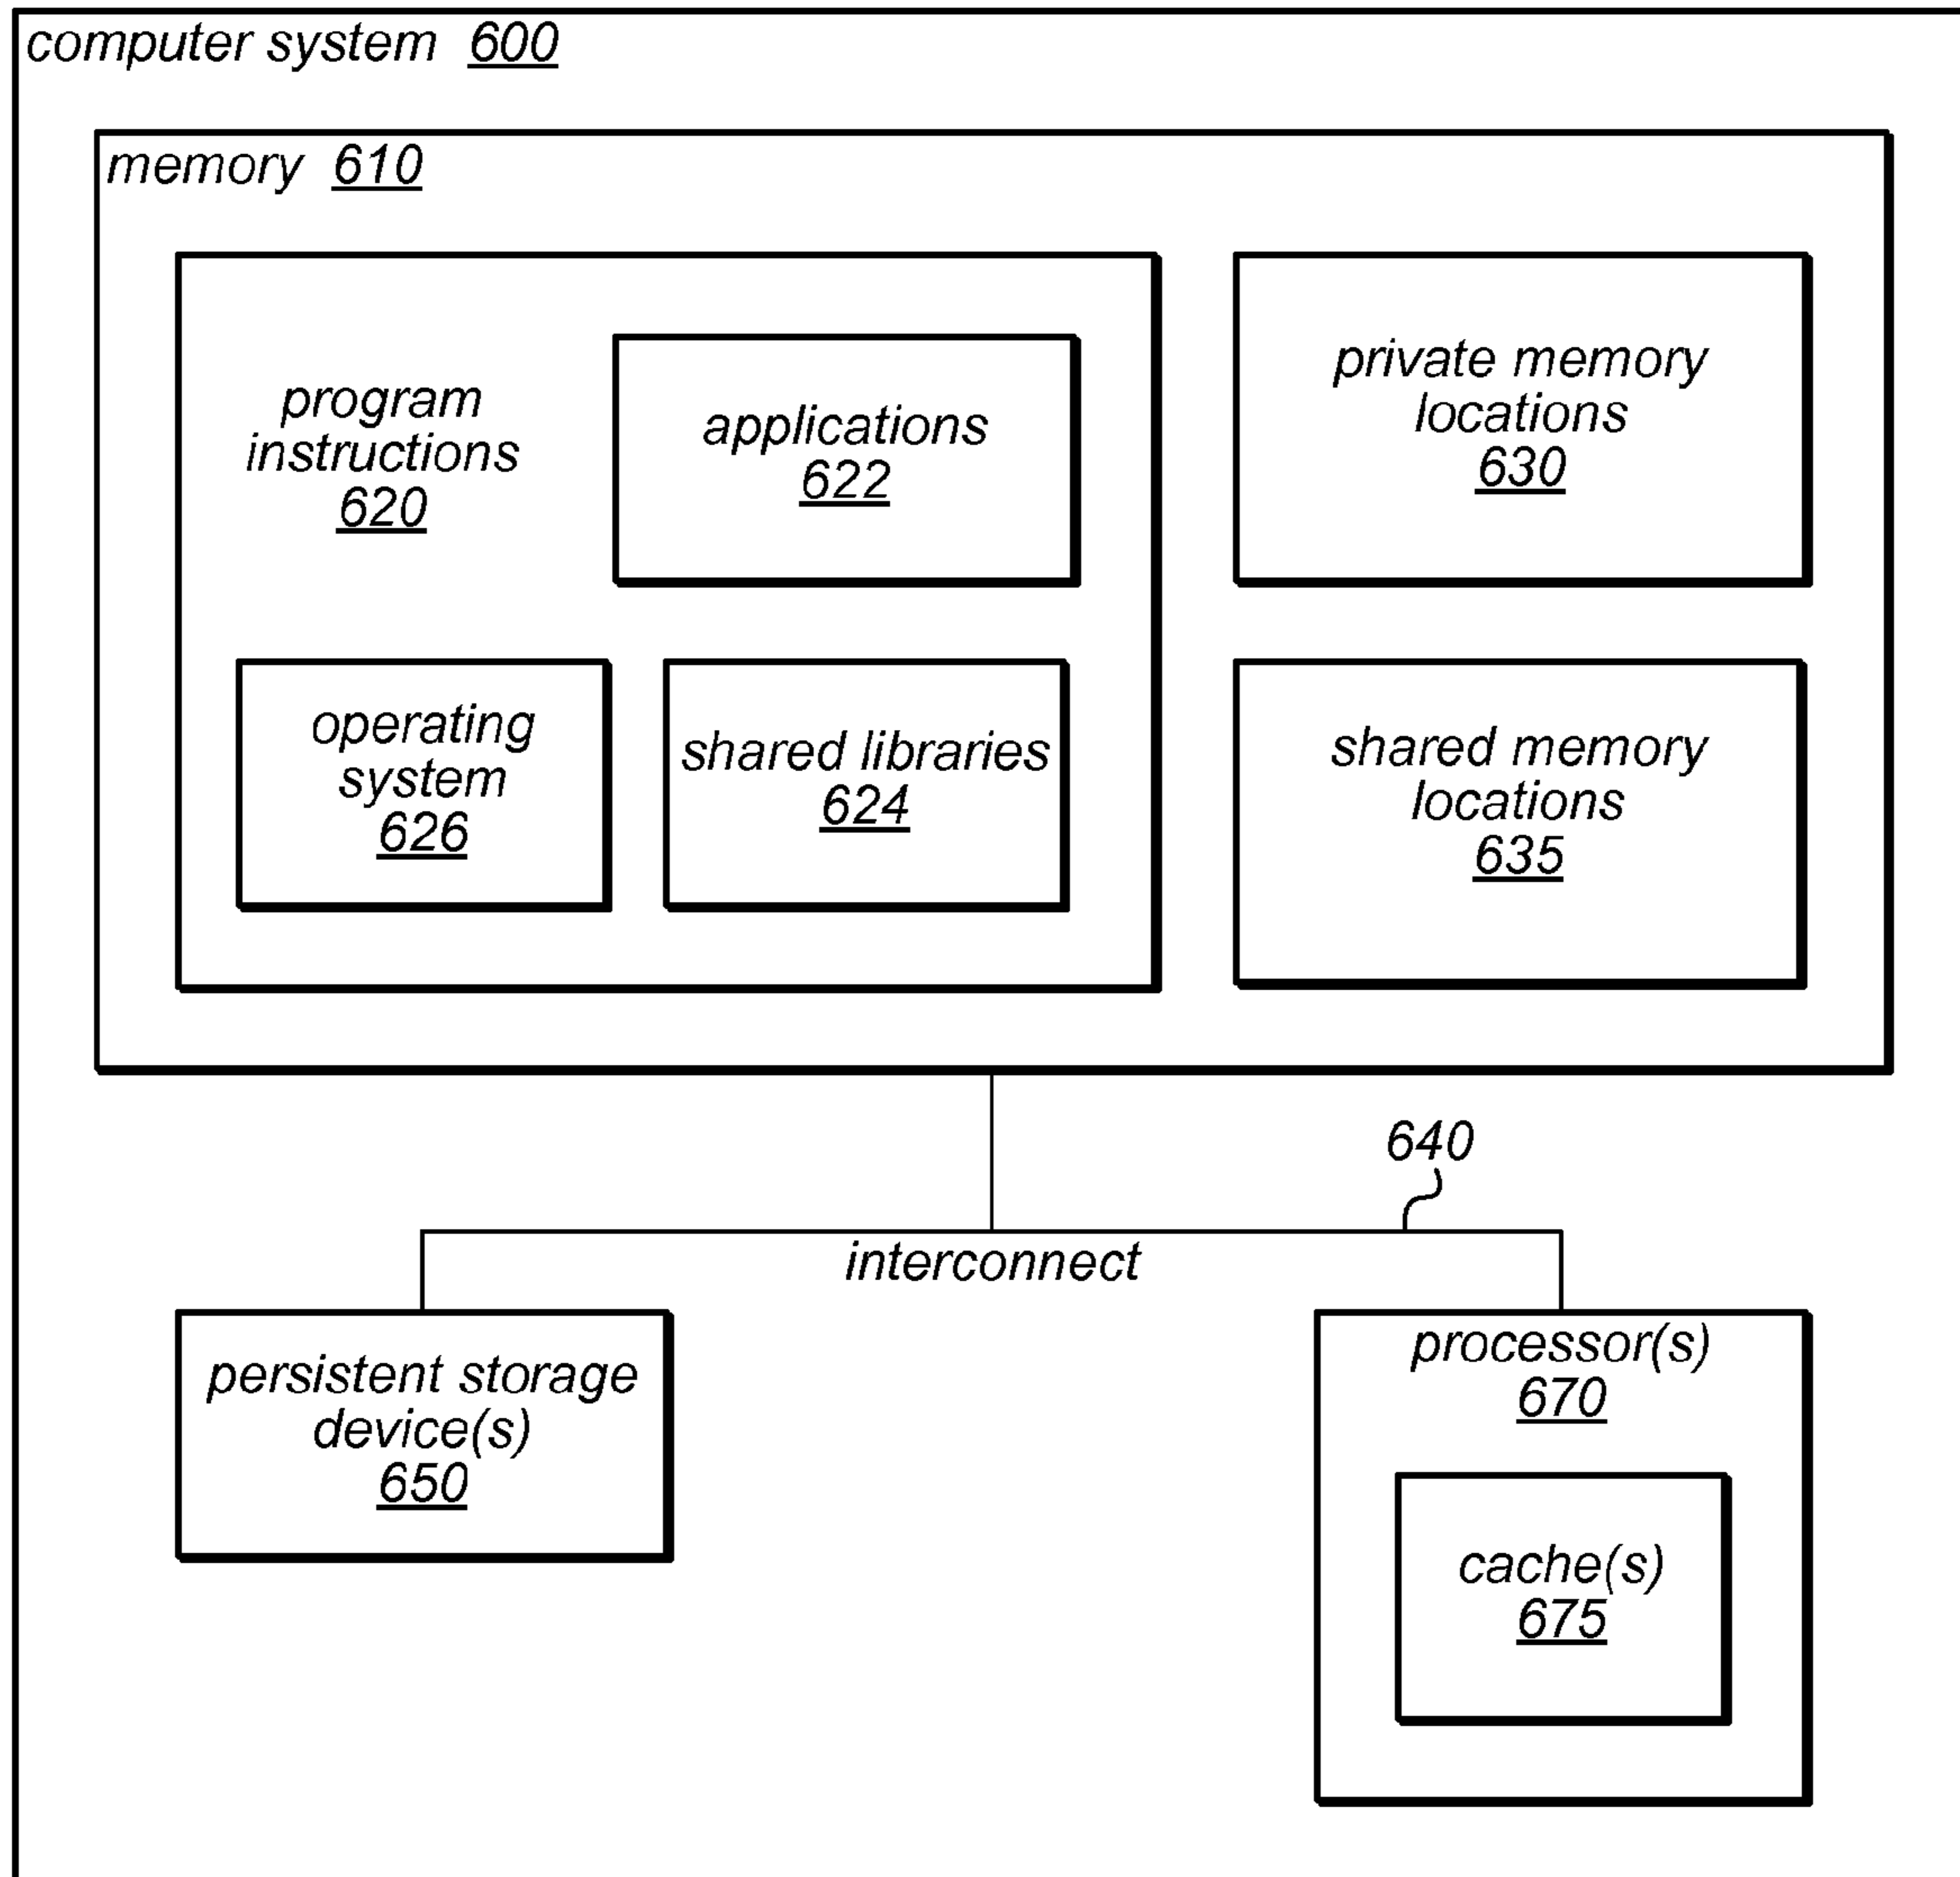 computer system 600
memory 610
program
instructions
620
applications
622
private memory
locations
630
operating
system
626
shared libraries
624
shared memory
locations
635
640
interconnect
persistent storage
device(s)
650
processor(s)
670
cache(s)
675